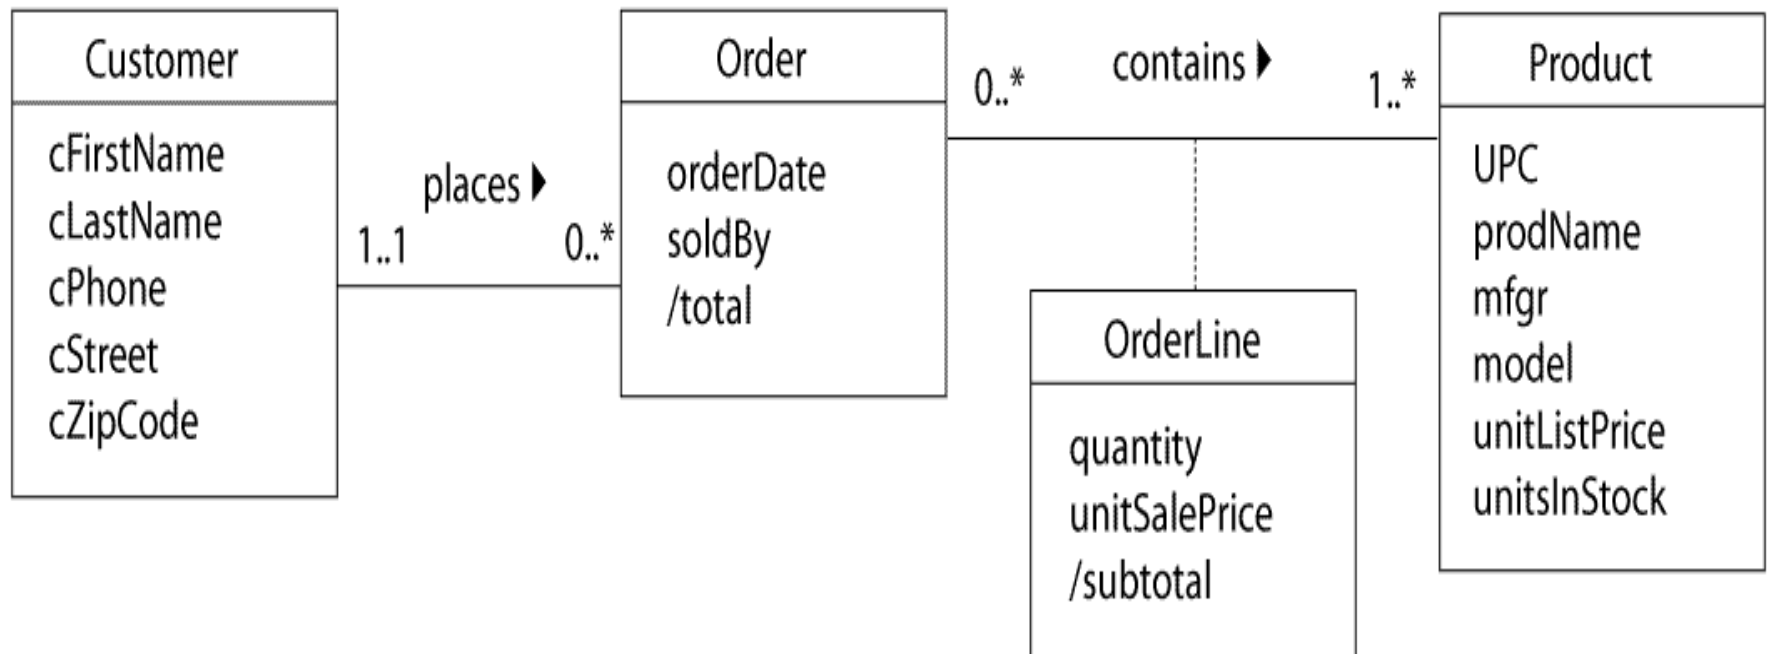 Customer
cFirstName
cLastName
cPhone
cStreet
cZipCode
places ▶
1..1
0..*
Order
orderDate
soldBy
/total
0..*
contains ▶
1..*
OrderLine
quantity
unitSalePrice
/subtotal
Product
UPC
prodName
mfgr
model
unitListPrice
unitsInStock